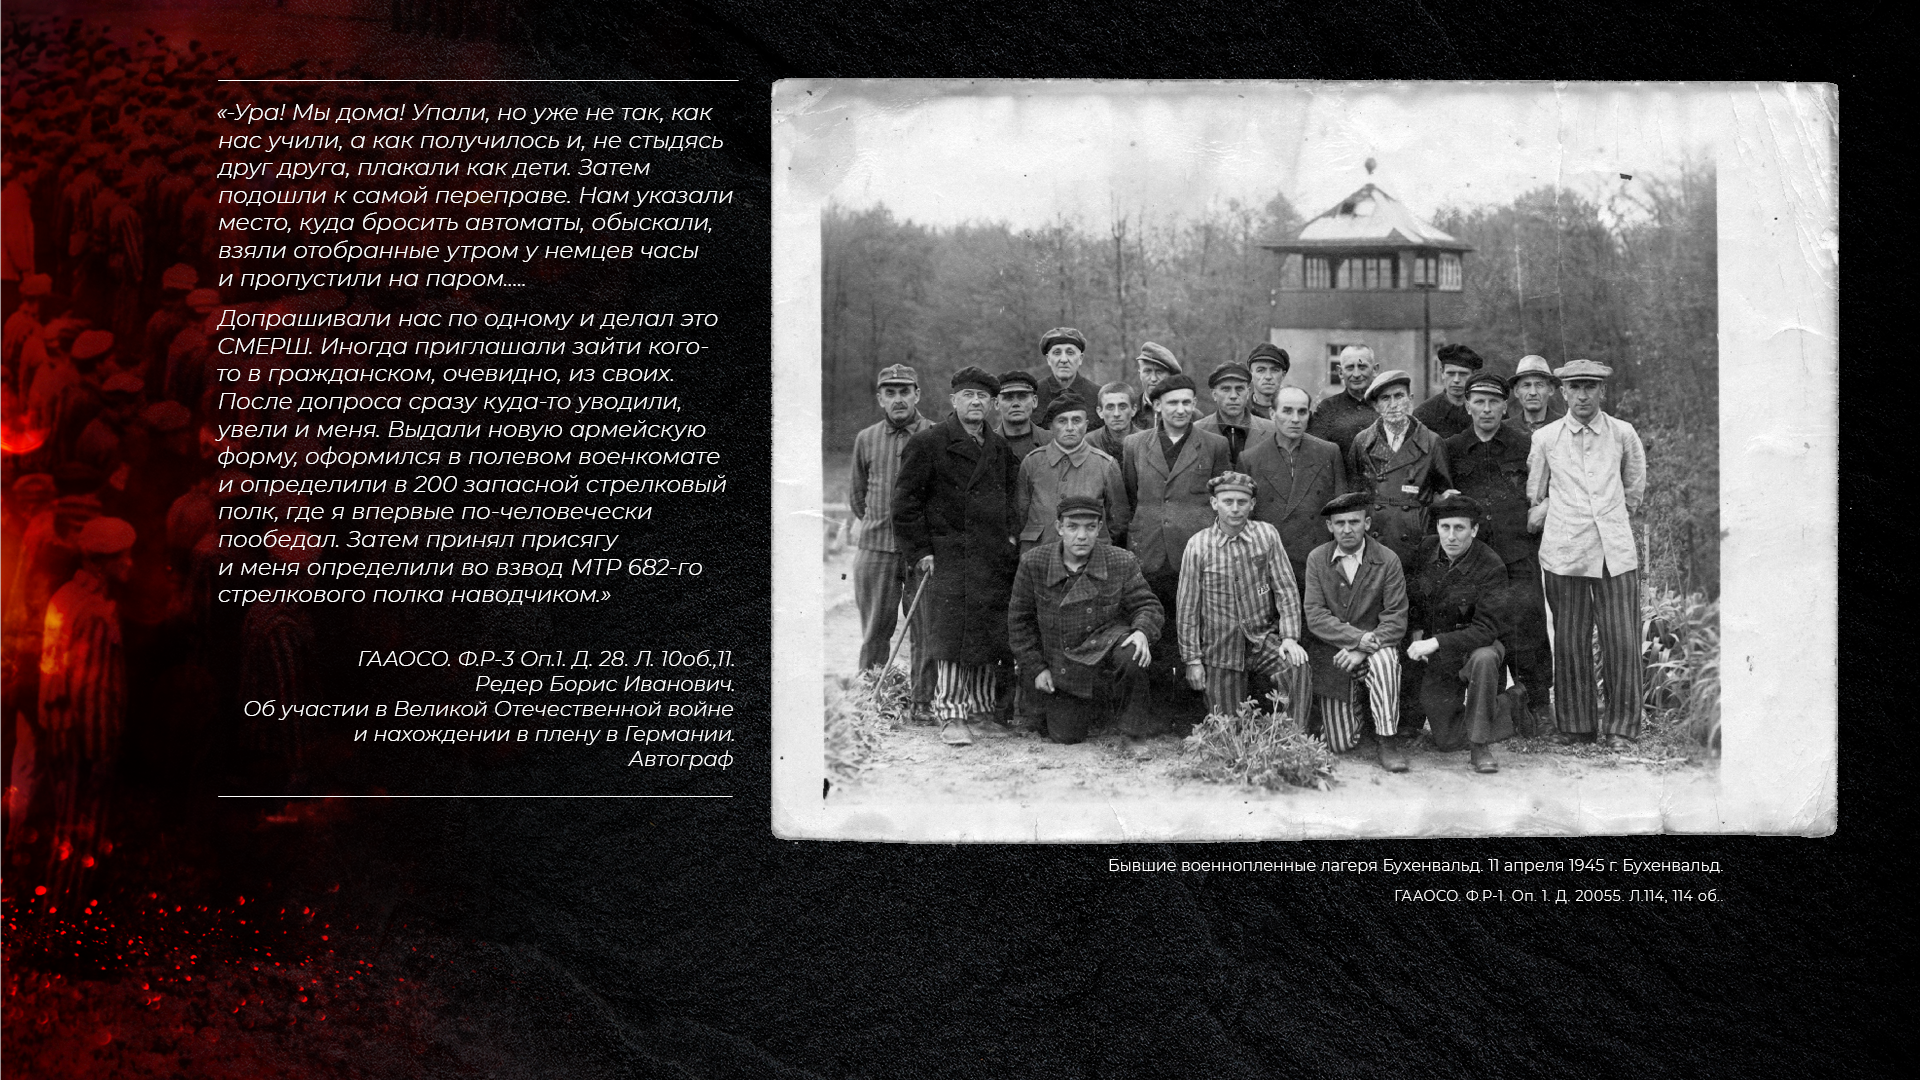 «-Ура! Мы дома! Упали, но уже не так, как
нас учили, а как получилось и, не стыдясь
друг друга, плакали как дети. Затем
подошли к самой переправе. Нам указали
место, куда бросить автоматы, обыскали,
взяли отобранные утром у немцев часы
и пропустили на паром.....
Допрашивали нас по одному и делал это
СМЕРШ. Иногда приглашали зайти кого-
то в гражданском, очевидно, из своих.
После допроса сразу куда-то уводили,
увели и меня. Выдали новую армейскую
форму, оформился в полевом военкомате
и определили в 200 запасной стрелковый
полк, где я впервые по-человечески
пообедал. Затем принял присягу
и меня определили во взвод МТР 682-го
стрелкового полка наводчиком.»
ГААОСО. Ф.Р-3 Оп.1. Д. 28. Л. 10об.,11.
Редер Борис Иванович.
Об участии в Великой Отечественной войне
и нахождении в плену в Германии.
Автограф
Бывшие военнопленные лагеря Бухенвальд. 11 апреля 1945 г. Бухенвальд.
ГААОСО. Ф.Р-1. Оп. 1. Д. 20055. Л.114, 114 об..